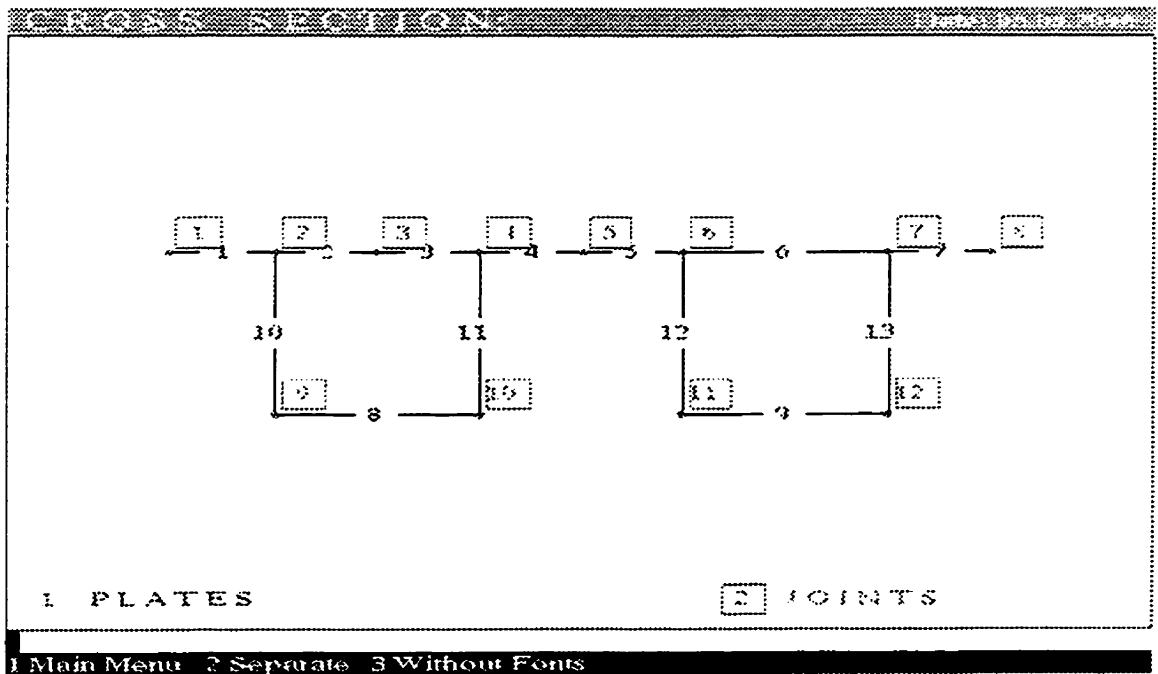 CROSS SECTION:
1 2 3 4 5 6 7 8
1 2 3 4 5 6 7
10 11 12 13
9 10 11 12
8 9
1 PLATES 2 JOINTS
1 Main Menu 2 Separate 3 Without Fonts